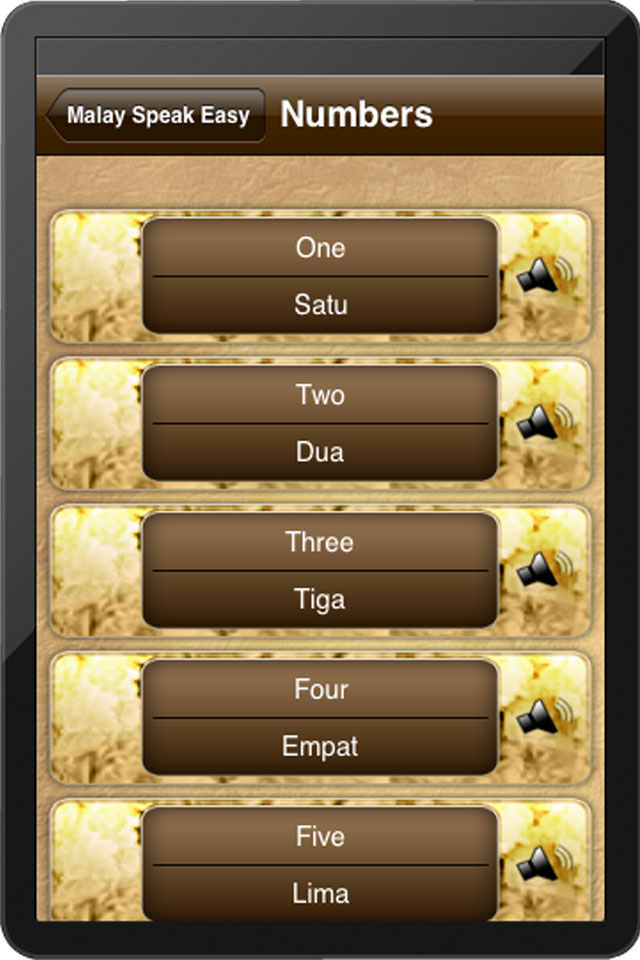 Malay Speak Easy Numbers
One
Satu
Two
Dua
Three
Tiga
Four
Empat
Five
Lima